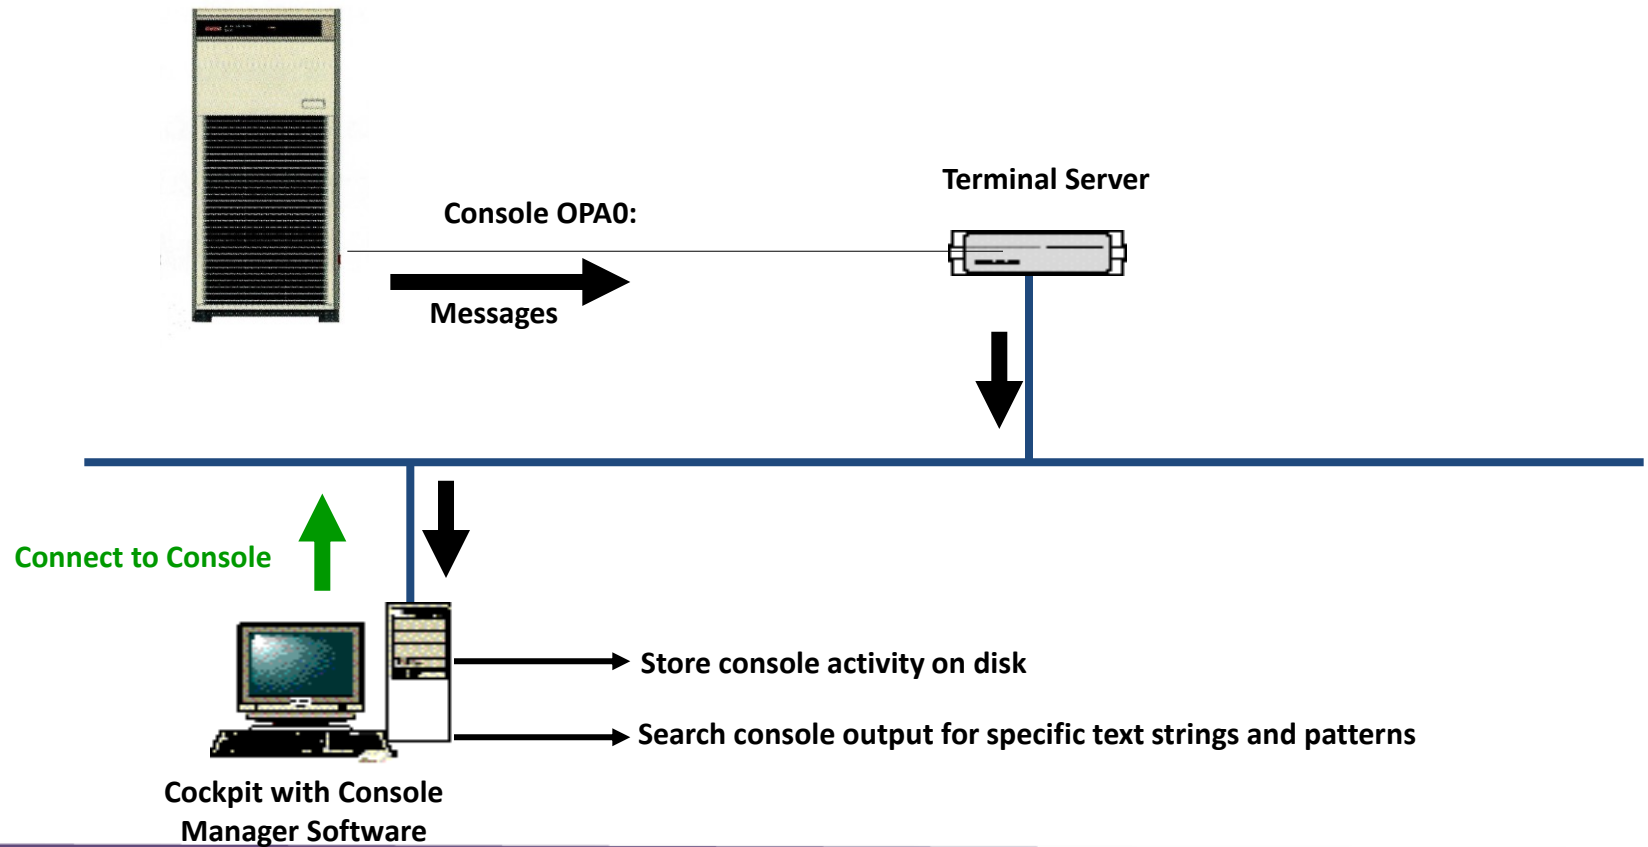 Terminal Server
Console OPA0:
Messages
Connect to Console
Store console activity on disk
Search console output for specific text strings and patterns
Cockpit with Console
Manager Software